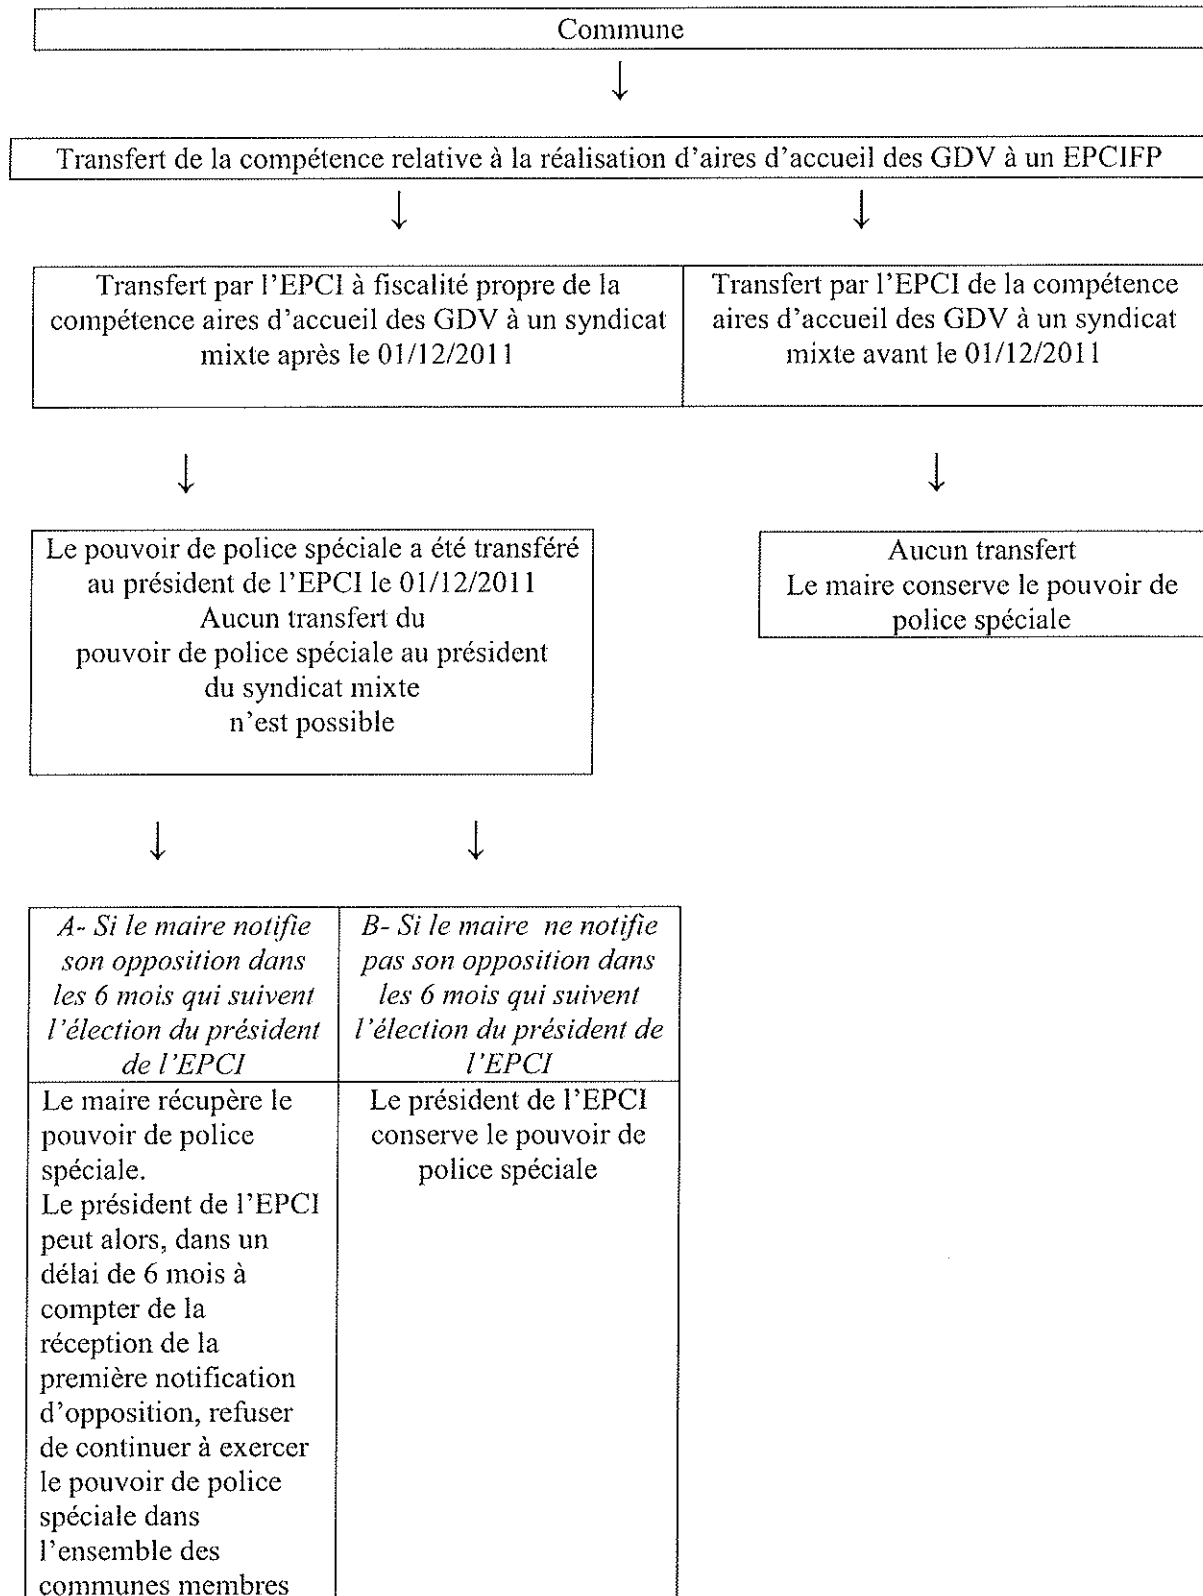 Commune
↓
Transfert de la compétence relative à la réalisation d'aires d'accueil des GDV à un EPCIFP
↓ ↓
Transfert par l'EPCI à fiscalité propre de la
compétence aires d'accueil des GDV à un syndicat
mixte après le 01/12/2011
Transfert par l'EPCI de la compétence
aires d'accueil des GDV à un syndicat
mixte avant le 01/12/2011
↓ ↓
Le pouvoir de police spéciale a été transféré
au président de l'EPCI le 01/12/2011
Aucun transfert du
pouvoir de police spéciale au président
du syndicat mixte
n'est possible
Aucun transfert
Le maire conserve le pouvoir de
police spéciale
↓ ↓
A- Si le maire notifie
son opposition dans
les 6 mois qui suivent
l'élection du président
de l'EPCI
B- Si le maire ne notifie
pas son opposition dans
les 6 mois qui suivent
l'élection du président de
l'EPCI
Le maire récupère le
pouvoir de police
spéciale.
Le président de l'EPCI
peut alors, dans un
délai de 6 mois à
compter de la
réception de la
première notification
d'opposition, refuser
de continuer à exercer
le pouvoir de police
spéciale dans
l'ensemble des
communes membres
Le président de l'EPCI
conserve le pouvoir de
police spéciale